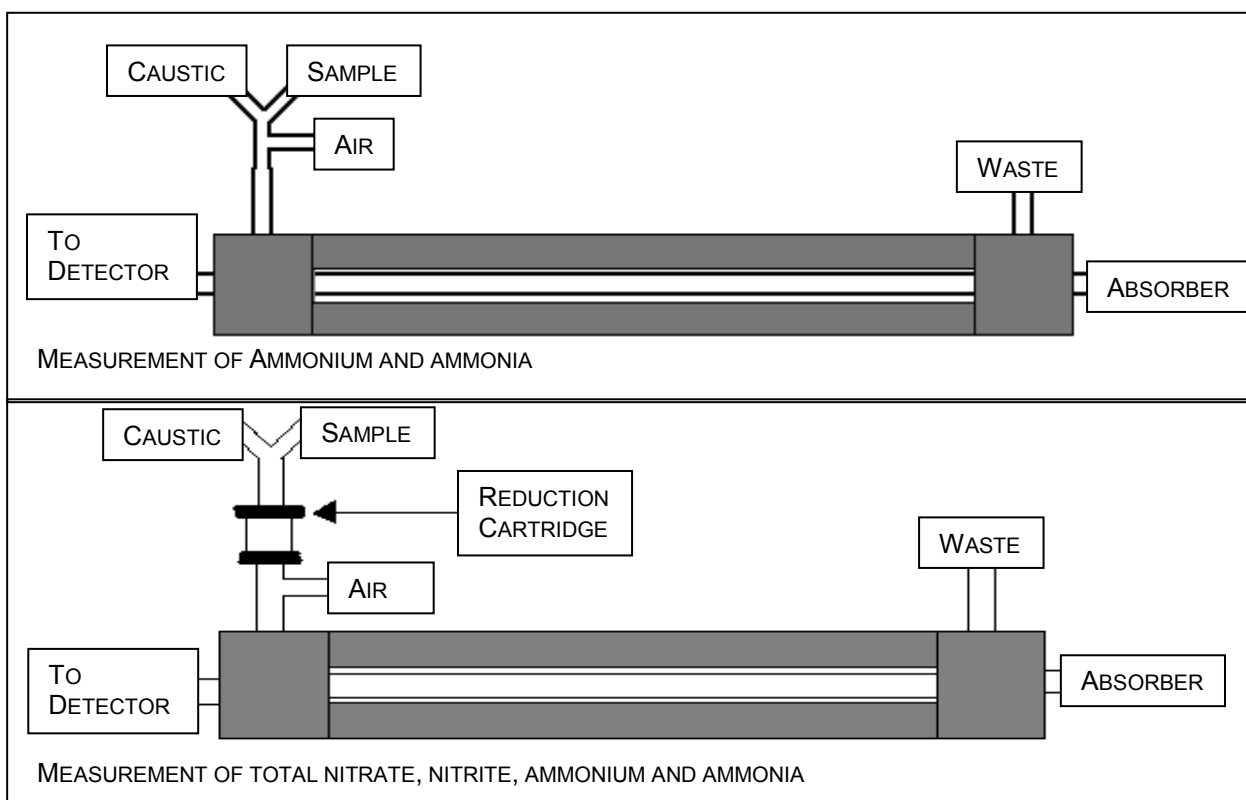 CAUSTIC
SAMPLE
AIR
WASTE
TO
DETECTOR
ABSORBER
MEASUREMENT OF AMMONIUM AND AMMONIA
CAUSTIC
SAMPLE
REDUCTION
CARTRIDGE
WASTE
AIR
TO
DETECTOR
ABSORBER
MEASUREMENT OF TOTAL NITRATE, NITRITE, AMMONIUM AND AMMONIA